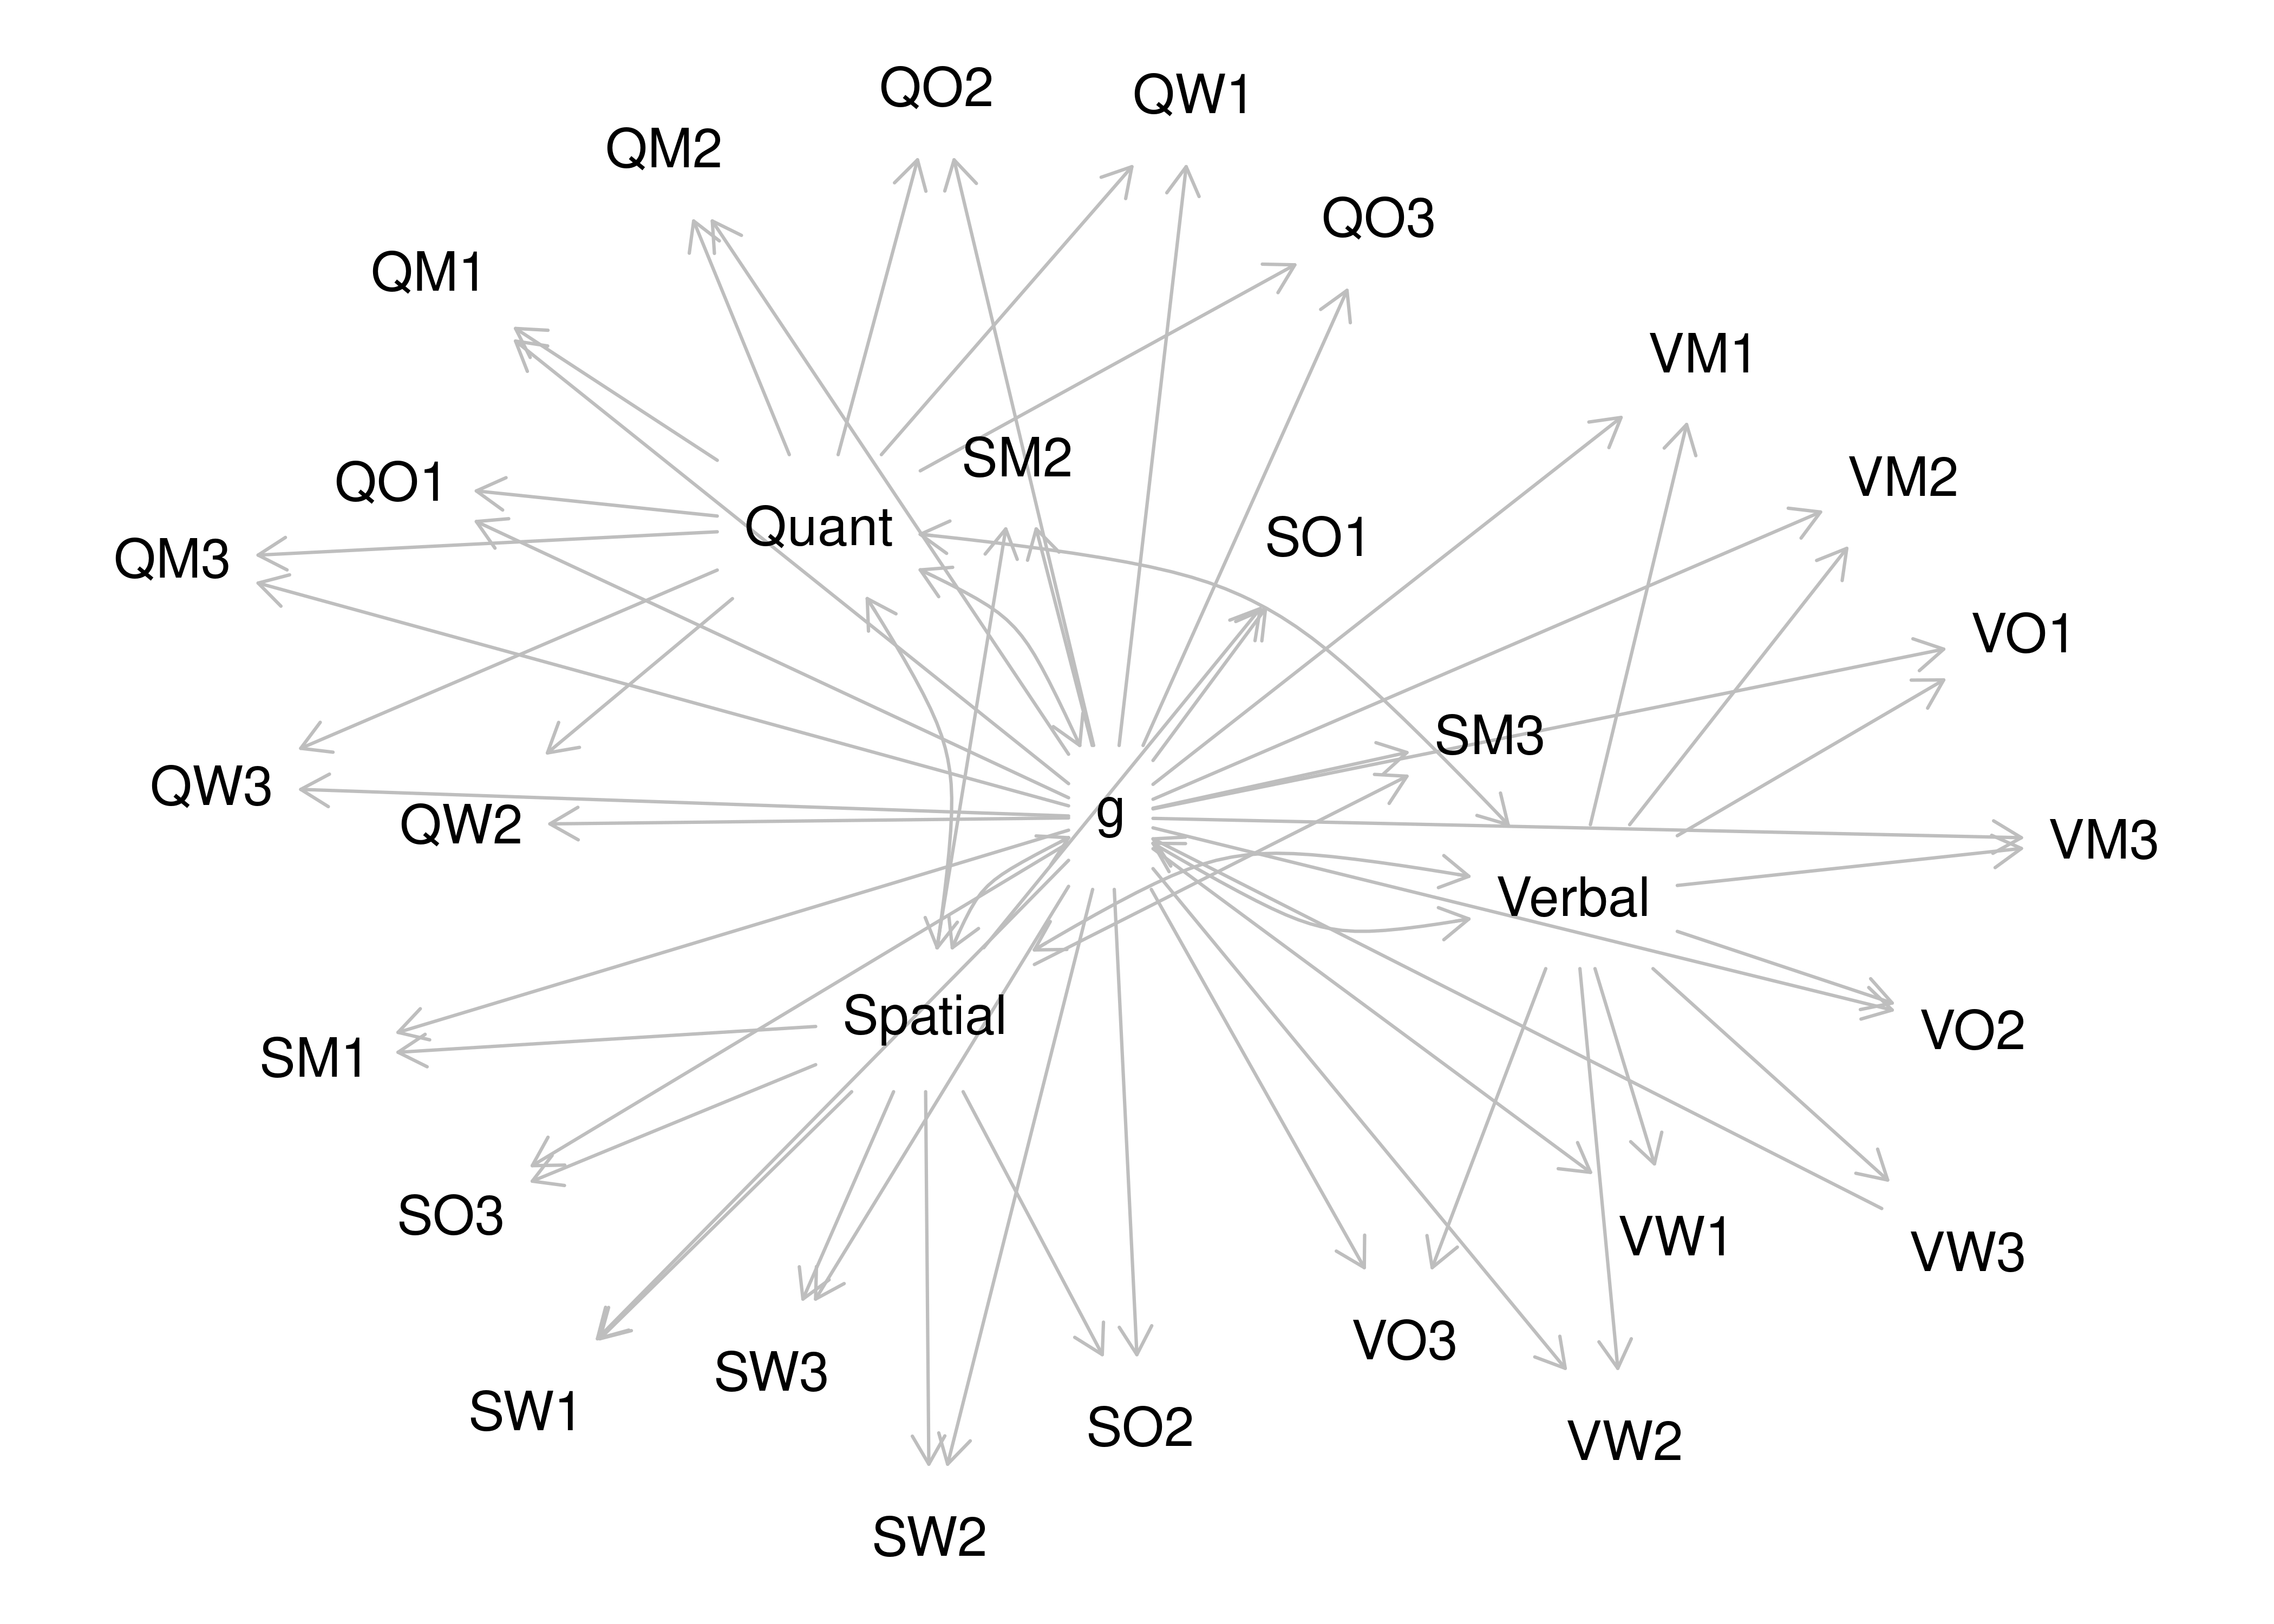 QO2
QW1
QM2
QO3
QM1
VM1
SM2
VM2
QO1
Quant
SO1
QM3
VO1
SM3
QW3
g
QW2
VM3
Verbal
Spatial
VO2
SM1
SO3
VW1
VW3
VO3
SW3
SW1
SO2
VW2
SW2